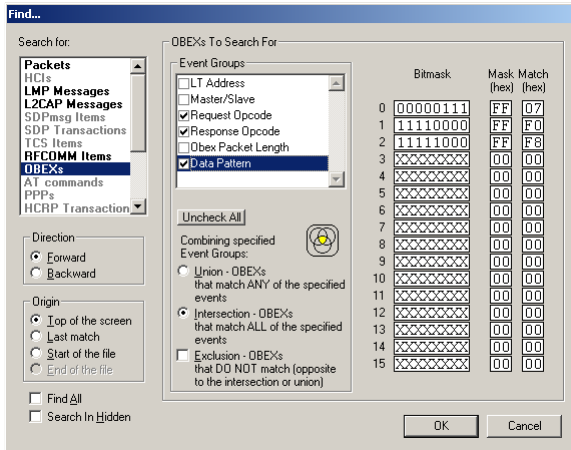 Find...
Search for:
Packets
HCIs
LMP Messages
L2CAP Messages
SDPmsg Items
SDP Transactions
TCS Items
RFCOMM Items
OBEXs
AT commands
PPPs
HCRP Transaction
Direction
Forward
Backward
Origin
Top of the screen
Last match
Start of the file
End of the file
Find All
Search In Hidden
OBEXs To Search For
Event Groups
LT Address
Master/Slave
Request Opcode
Response Opcode
Obex Packet Length
Data Pattern
Uncheck All
Combining specified
Event Groups:
Union - OBEXs
that match ANY of the specified
events
Intersection - OBEXs
that match ALL of the specified
events
Exclusion - OBEXs
that DO NOT match (opposite
to the intersection or union)
Bitmask Mask Match
(hex) (hex)
0 00000111 FF 07
1 11110000 FF F0
2 11111000 FF F8
3 XXXXXXXX 00 00
4 XXXXXXXX 00 00
5 XXXXXXXX 00 00
6 XXXXXXXX 00 00
7 XXXXXXXX 00 00
8 XXXXXXXX 00 00
9 XXXXXXXX 00 00
10 XXXXXXXX 00 00
11 XXXXXXXX 00 00
12 XXXXXXXX 00 00
13 XXXXXXXX 00 00
14 XXXXXXXX 00 00
15 XXXXXXXX 00 00
OK Cancel